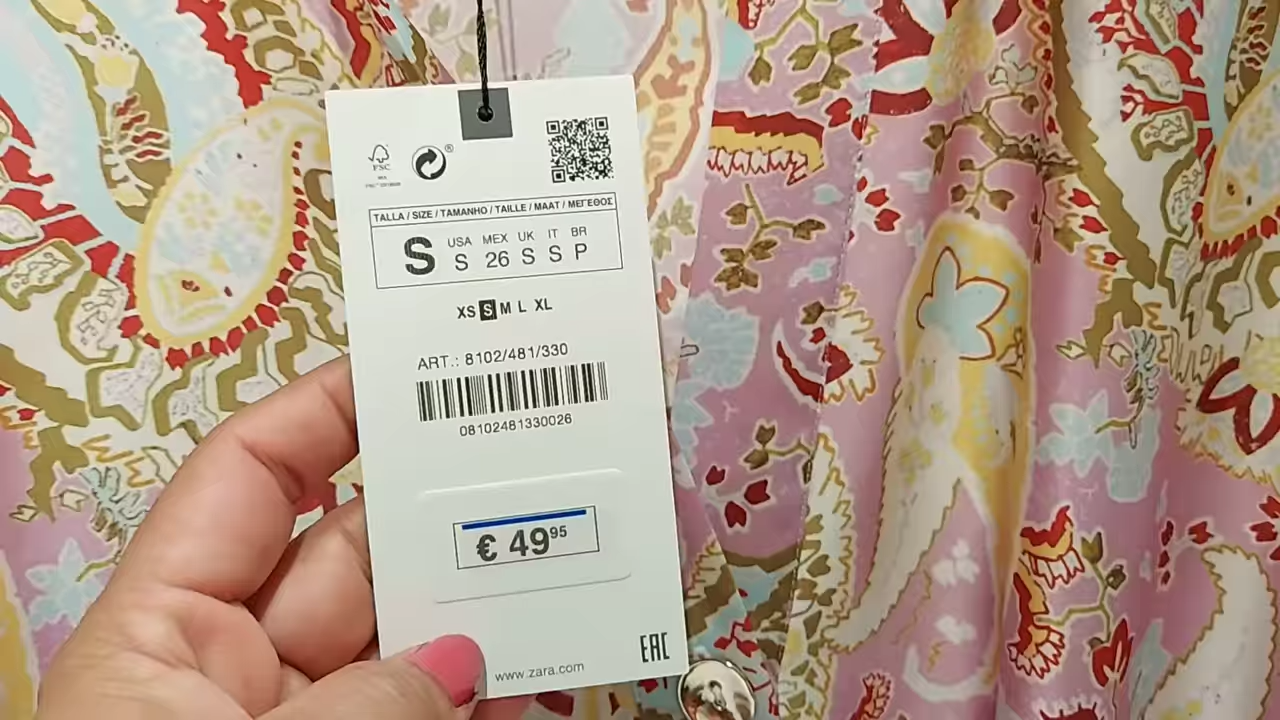 FSC
®
TALLA / SIZE / TAMANHO / TAILLE / MAAT / ΜΕΓΕΘΟΣ
S
USA MEX UK IT BR
S 26 S S P
XS S M L XL
ART.: 8102/481/330
08102481330026
€ 49⁹⁵
www.zara.com
EAC